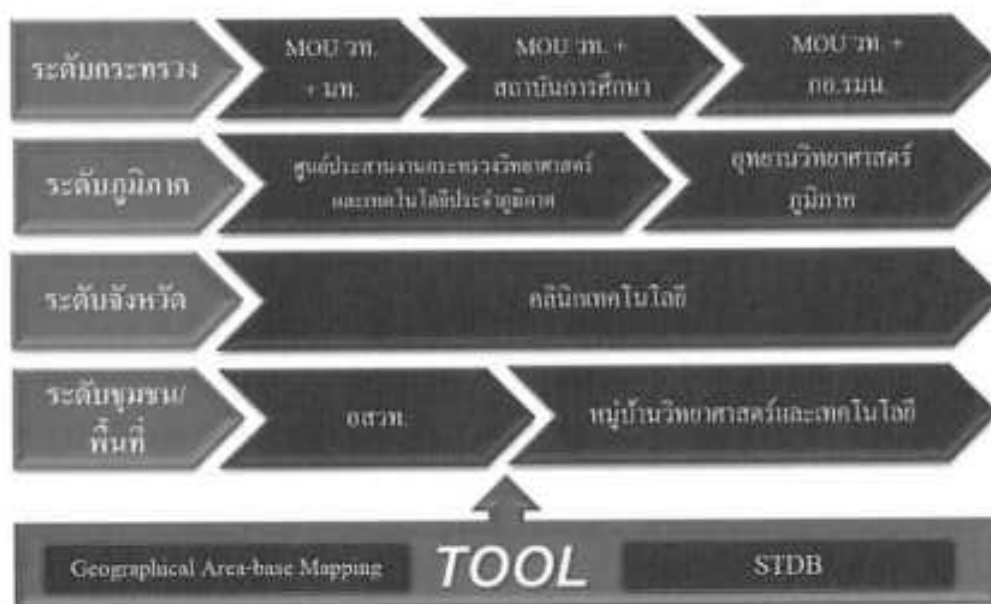 ระดับกระทรวง
MOU วท.
+ มท.
MOU วท. +
สถาบันการศึกษา
MOU วท. +
กอ.รมน.
ระดับภูมิภาค
ศูนย์ประสานงานกระทรวงวิทยาศาสตร์
และเทคโนโลยีประจำภูมิภาค
อุทยานวิทยาศาสตร์
ภูมิภาค
ระดับจังหวัด
คลินิกเทคโนโลยี
ระดับชุมชน/
พื้นที่
อสวท.
หมู่บ้านวิทยาศาสตร์และเทคโนโลยี
Geographical Area-base Mapping
TOOL
STDB